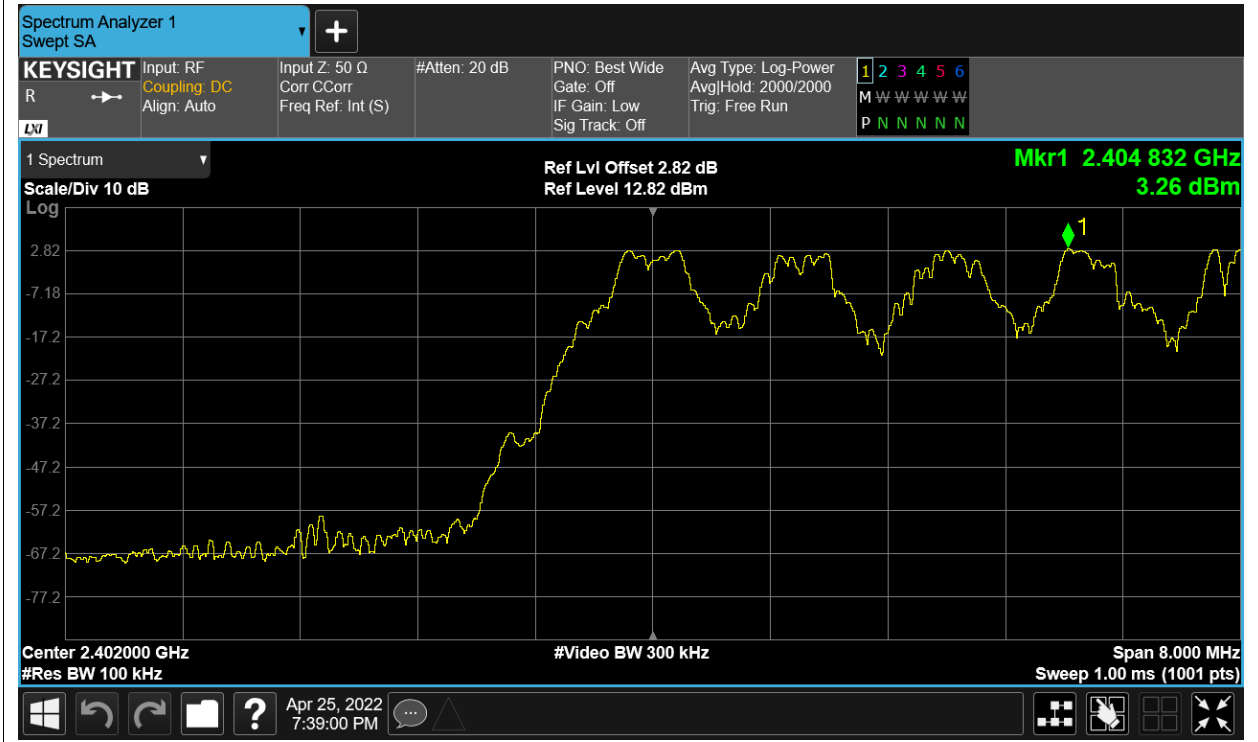 Spectrum Analyzer 1
Swept SA
+
KEYSIGHT Input: RF Input Z: 50 Ω #Atten: 20 dB PNO: Best Wide Avg Type: Log-Power 1 2 3 4 5 6
R Coupling: DC Corr CCorr Gate: Off Avg|Hold: 2000/2000 M W W W W W W
Align: Auto Freq Ref: Int (S) IF Gain: Low Trig: Free Run
LXI Sig Track: Off P N N N N N N
1 Spectrum Ref Lvl Offset 2.82 dB Mkr1 2.404 832 GHz
Scale/Div 10 dB Ref Level 12.82 dBm 3.26 dBm
Log
1
2.82
-7.18
-17.2
-27.2
-37.2
-47.2
-57.2
-67.2
-77.2
Center 2.402000 GHz #Video BW 300 kHz Span 8.000 MHz
#Res BW 100 kHz Sweep 1.00 ms (1001 pts)
? Apr 25, 2022
7:39:00 PM